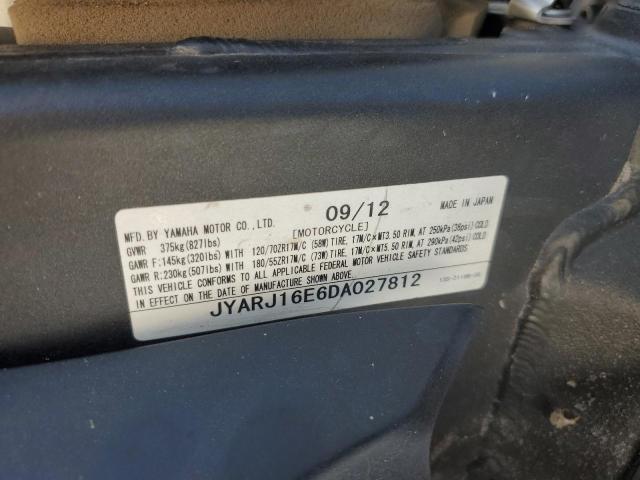 MFD. BY YAMAHA MOTOR CO., LTD. 09/12 MADE IN JAPAN
[MOTORCYCLE]
GVWR 375kg(827lbs)
GAWR F:145kg(320lbs)WITH 120/70ZR17M/C (58W)TIRE, 17M/C×MT3.50 RIM, AT 250kPa(36psi)COLD
GAWR R:230kg(507lbs)WITH 180/55ZR17M/C (73W)TIRE, 17M/C×MT5.50 RIM, AT 290kPa(42psi)COLD
THIS VEHICLE CONFORMS TO ALL APPLICABLE FEDERAL MOTOR VEHICLE SAFETY STANDARDS
IN EFFECT ON THE DATE OF MANUFACTURE SHOWN ABOVE.
JYARJ16E6DA027812